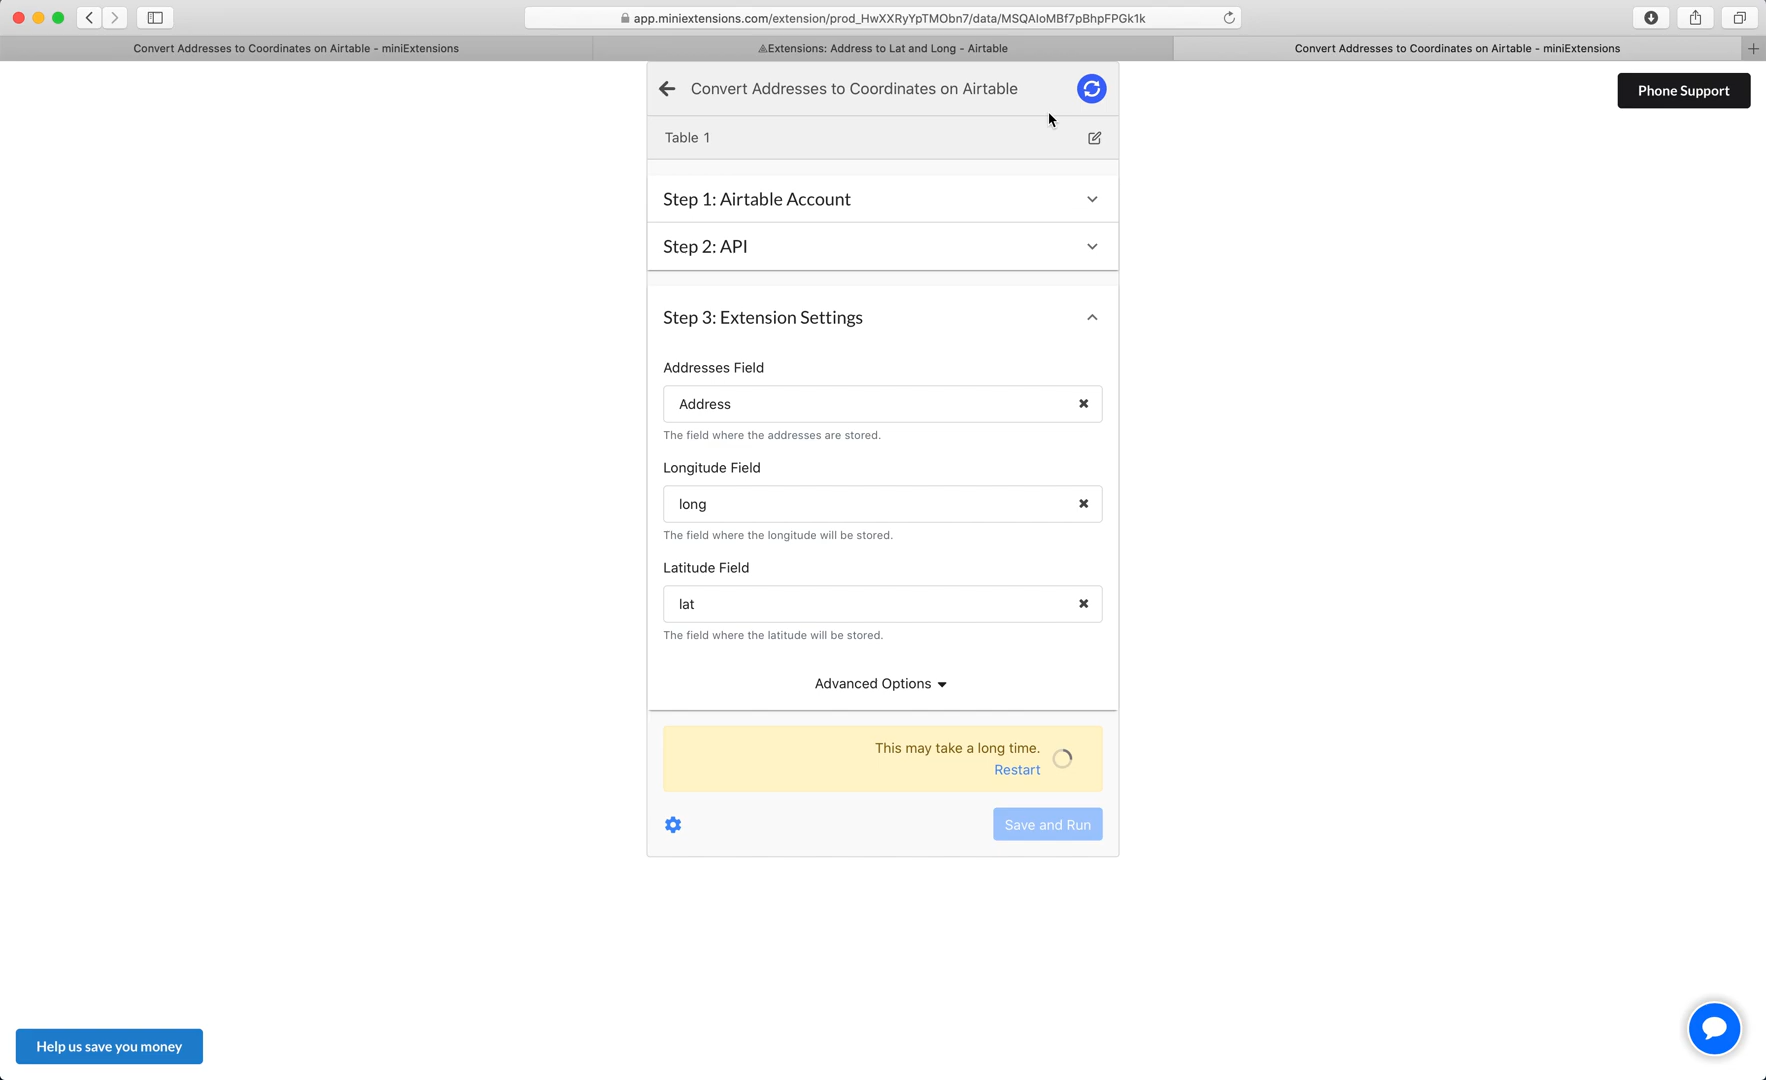 app.miniextensions.com/extension/prod_HwXXRyYpTMObn7/data/MSQAIoMBf7pBhpFPGk1k
Convert Addresses to Coordinates on Airtable - miniExtensions
Extensions: Address to Lat and Long - Airtable
Convert Addresses to Coordinates on Airtable - miniExtensions
Convert Addresses to Coordinates on Airtable
Phone Support
Table 1
Step 1: Airtable Account
Step 2: API
Step 3: Extension Settings
Addresses Field
Address
The field where the addresses are stored.
Longitude Field
long
The field where the longitude will be stored.
Latitude Field
lat
The field where the latitude will be stored.
Advanced Options
This may take a long time.
Restart
Save and Run
Help us save you money